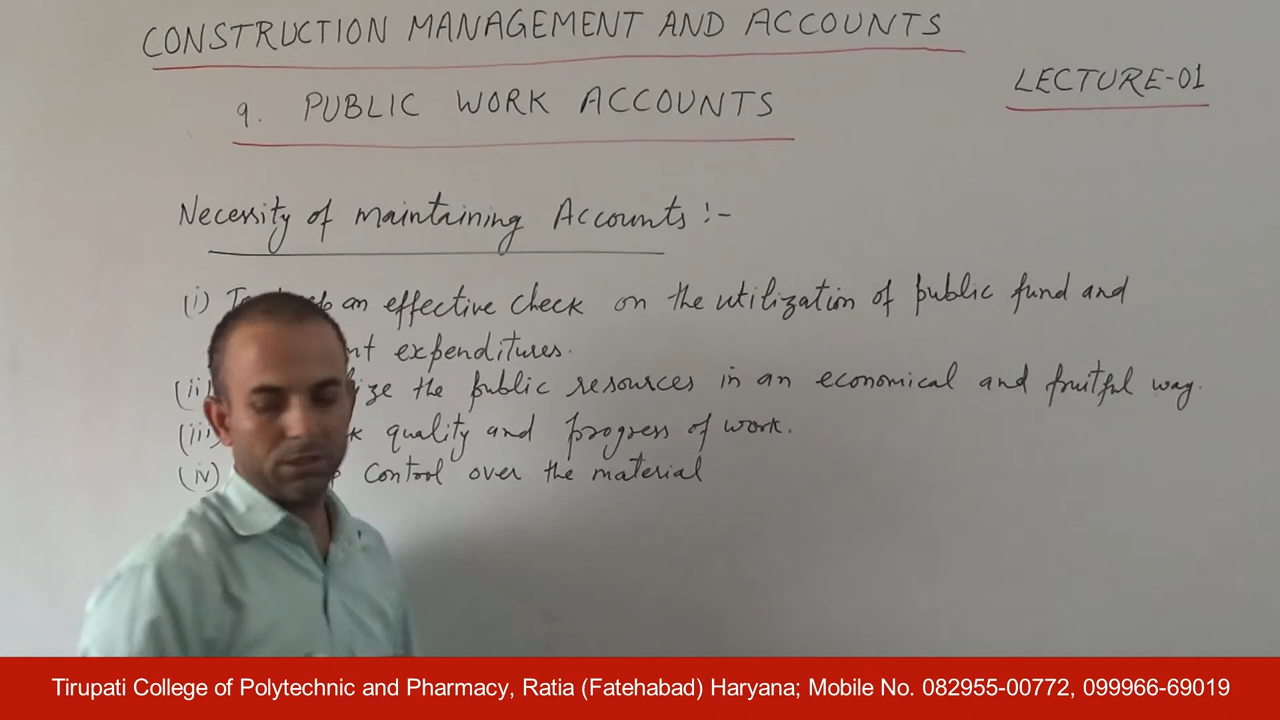 CONSTRUCTION MANAGEMENT AND ACCOUNTS
LECTURE-01
9. PUBLIC WORK ACCOUNTS
Necessity of maintaining Accounts :-
(i) an effective check on the utilization of public fund and
expenditures.
(ii) the public resources in an economical and fruitful way.
(iii) quality and progress of work.
(iv) control over the material
Tirupati College of Polytechnic and Pharmacy, Ratia (Fatehabad) Haryana; Mobile No. 082955-00772, 099966-69019